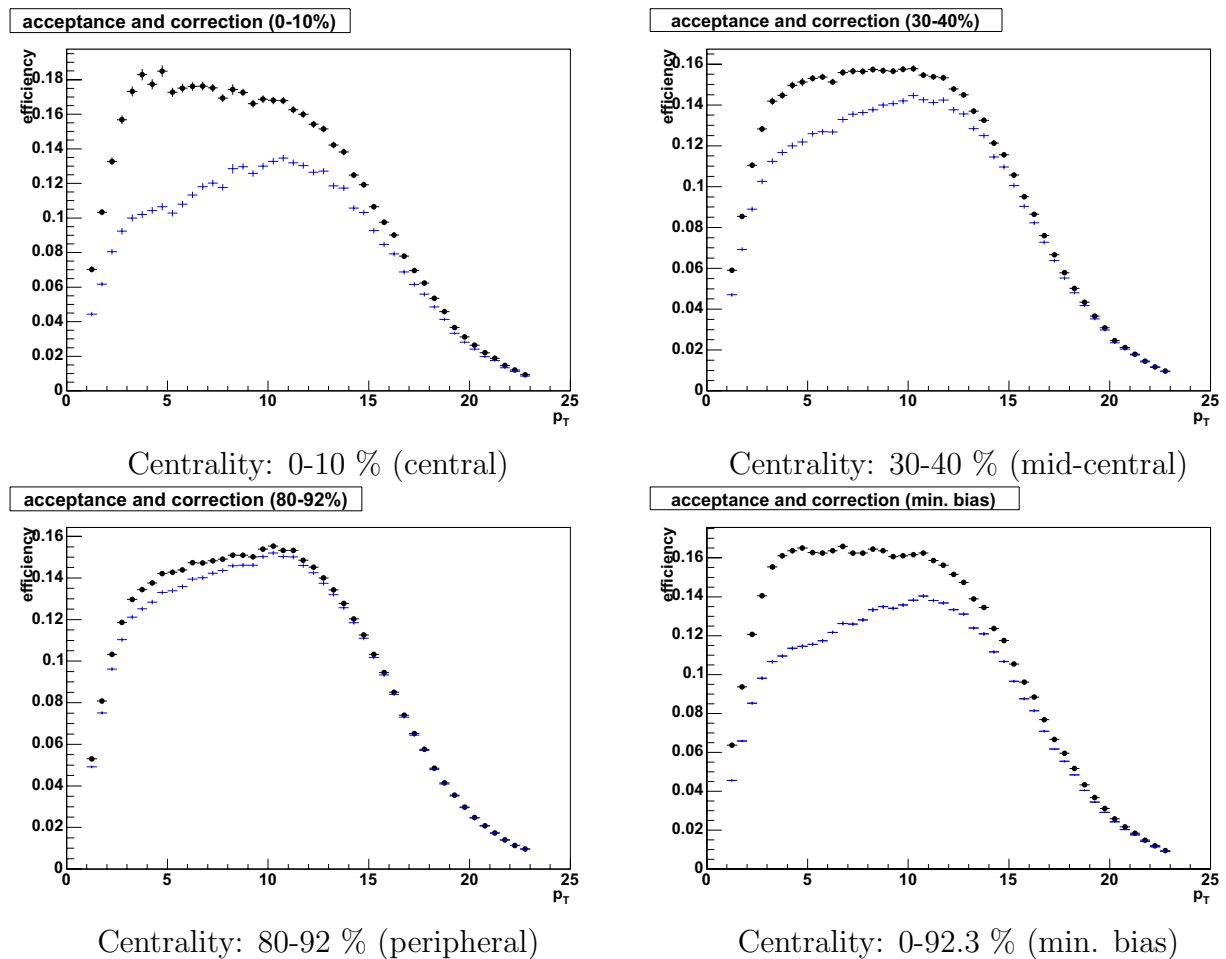 acceptance and correction (0-10%)
efficiency
0.18
0.16
0.14
0.12
0.1
0.08
0.06
0.04
0.02
0
0 5 10 15 20 25
p_T
Centrality: 0-10 % (central)
acceptance and correction (30-40%)
efficiency
0.16
0.14
0.12
0.1
0.08
0.06
0.04
0.02
0
0 5 10 15 20 25
p_T
Centrality: 30-40 % (mid-central)
acceptance and correction (80-92%)
efficiency
0.16
0.14
0.12
0.1
0.08
0.06
0.04
0.02
0
0 5 10 15 20 25
p_T
Centrality: 80-92 % (peripheral)
acceptance and correction (min. bias)
efficiency
0.16
0.14
0.12
0.1
0.08
0.06
0.04
0.02
0
0 5 10 15 20 25
p_T
Centrality: 0-92.3 % (min. bias)